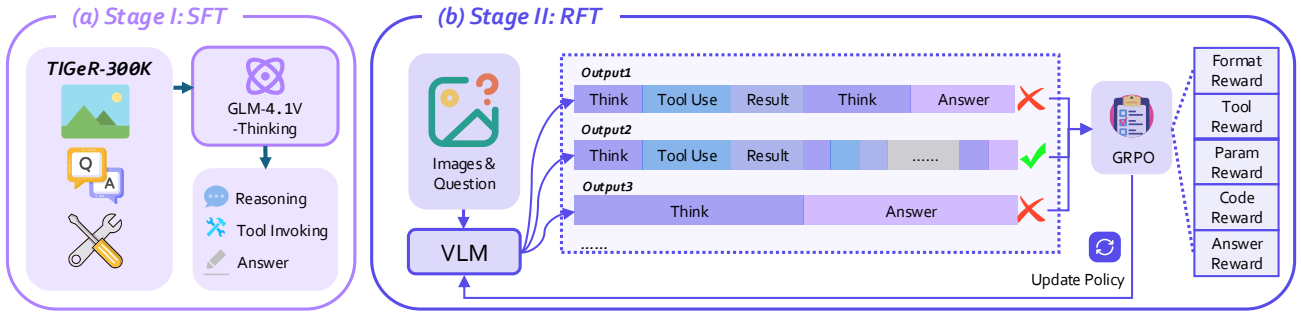 (a) Stage I: SFT
TIGeR-300K
Q
A
GLM-4.1V
-Thinking
Reasoning
Tool Invoking
Answer
(b) Stage II: RFT
Images &
Question
VLM
Output1
Think Tool Use Result Think Answer
Output2
Think Tool Use Result ......
Output3
Think Answer
......
GRPO
Update Policy
Format
Reward
Tool
Reward
Param
Reward
Code
Reward
Answer
Reward